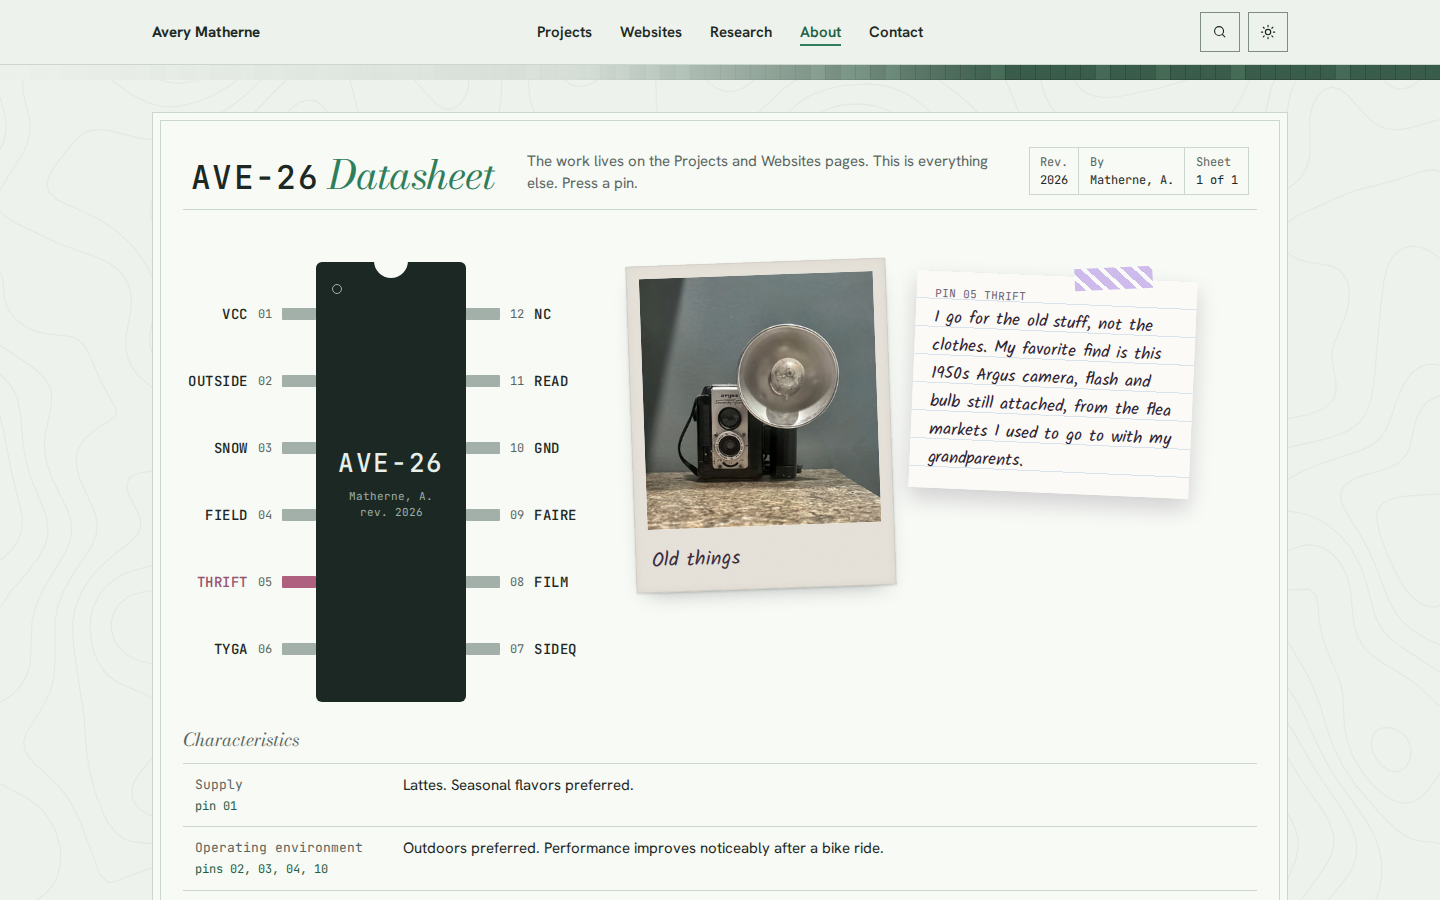 Avery Matherne
Projects Websites Research About Contact
AVE-26 Datasheet
The work lives on the Projects and Websites pages. This is everything
else. Press a pin.
Rev.
2026
By
Matherne, A.
Sheet
1 of 1
VCC 01
OUTSIDE 02
SNOW 03
FIELD 04
THRIFT 05
TYGA 06
AVE-26
Matherne, A.
rev. 2026
12 NC
11 READ
10 GND
09 FAIRE
08 FILM
07 SIDEQ
argus
Old things
PIN 05 THRIFT
I go for the old stuff, not the
clothes. My favorite find is this
1950s Argus camera, flash and
bulb still attached, from the flea
markets I used to go to with my
grandparents.
Characteristics
Supply
pin 01
Lattes. Seasonal flavors preferred.
Operating environment
pins 02, 03, 04, 10
Outdoors preferred. Performance improves noticeably after a bike ride.